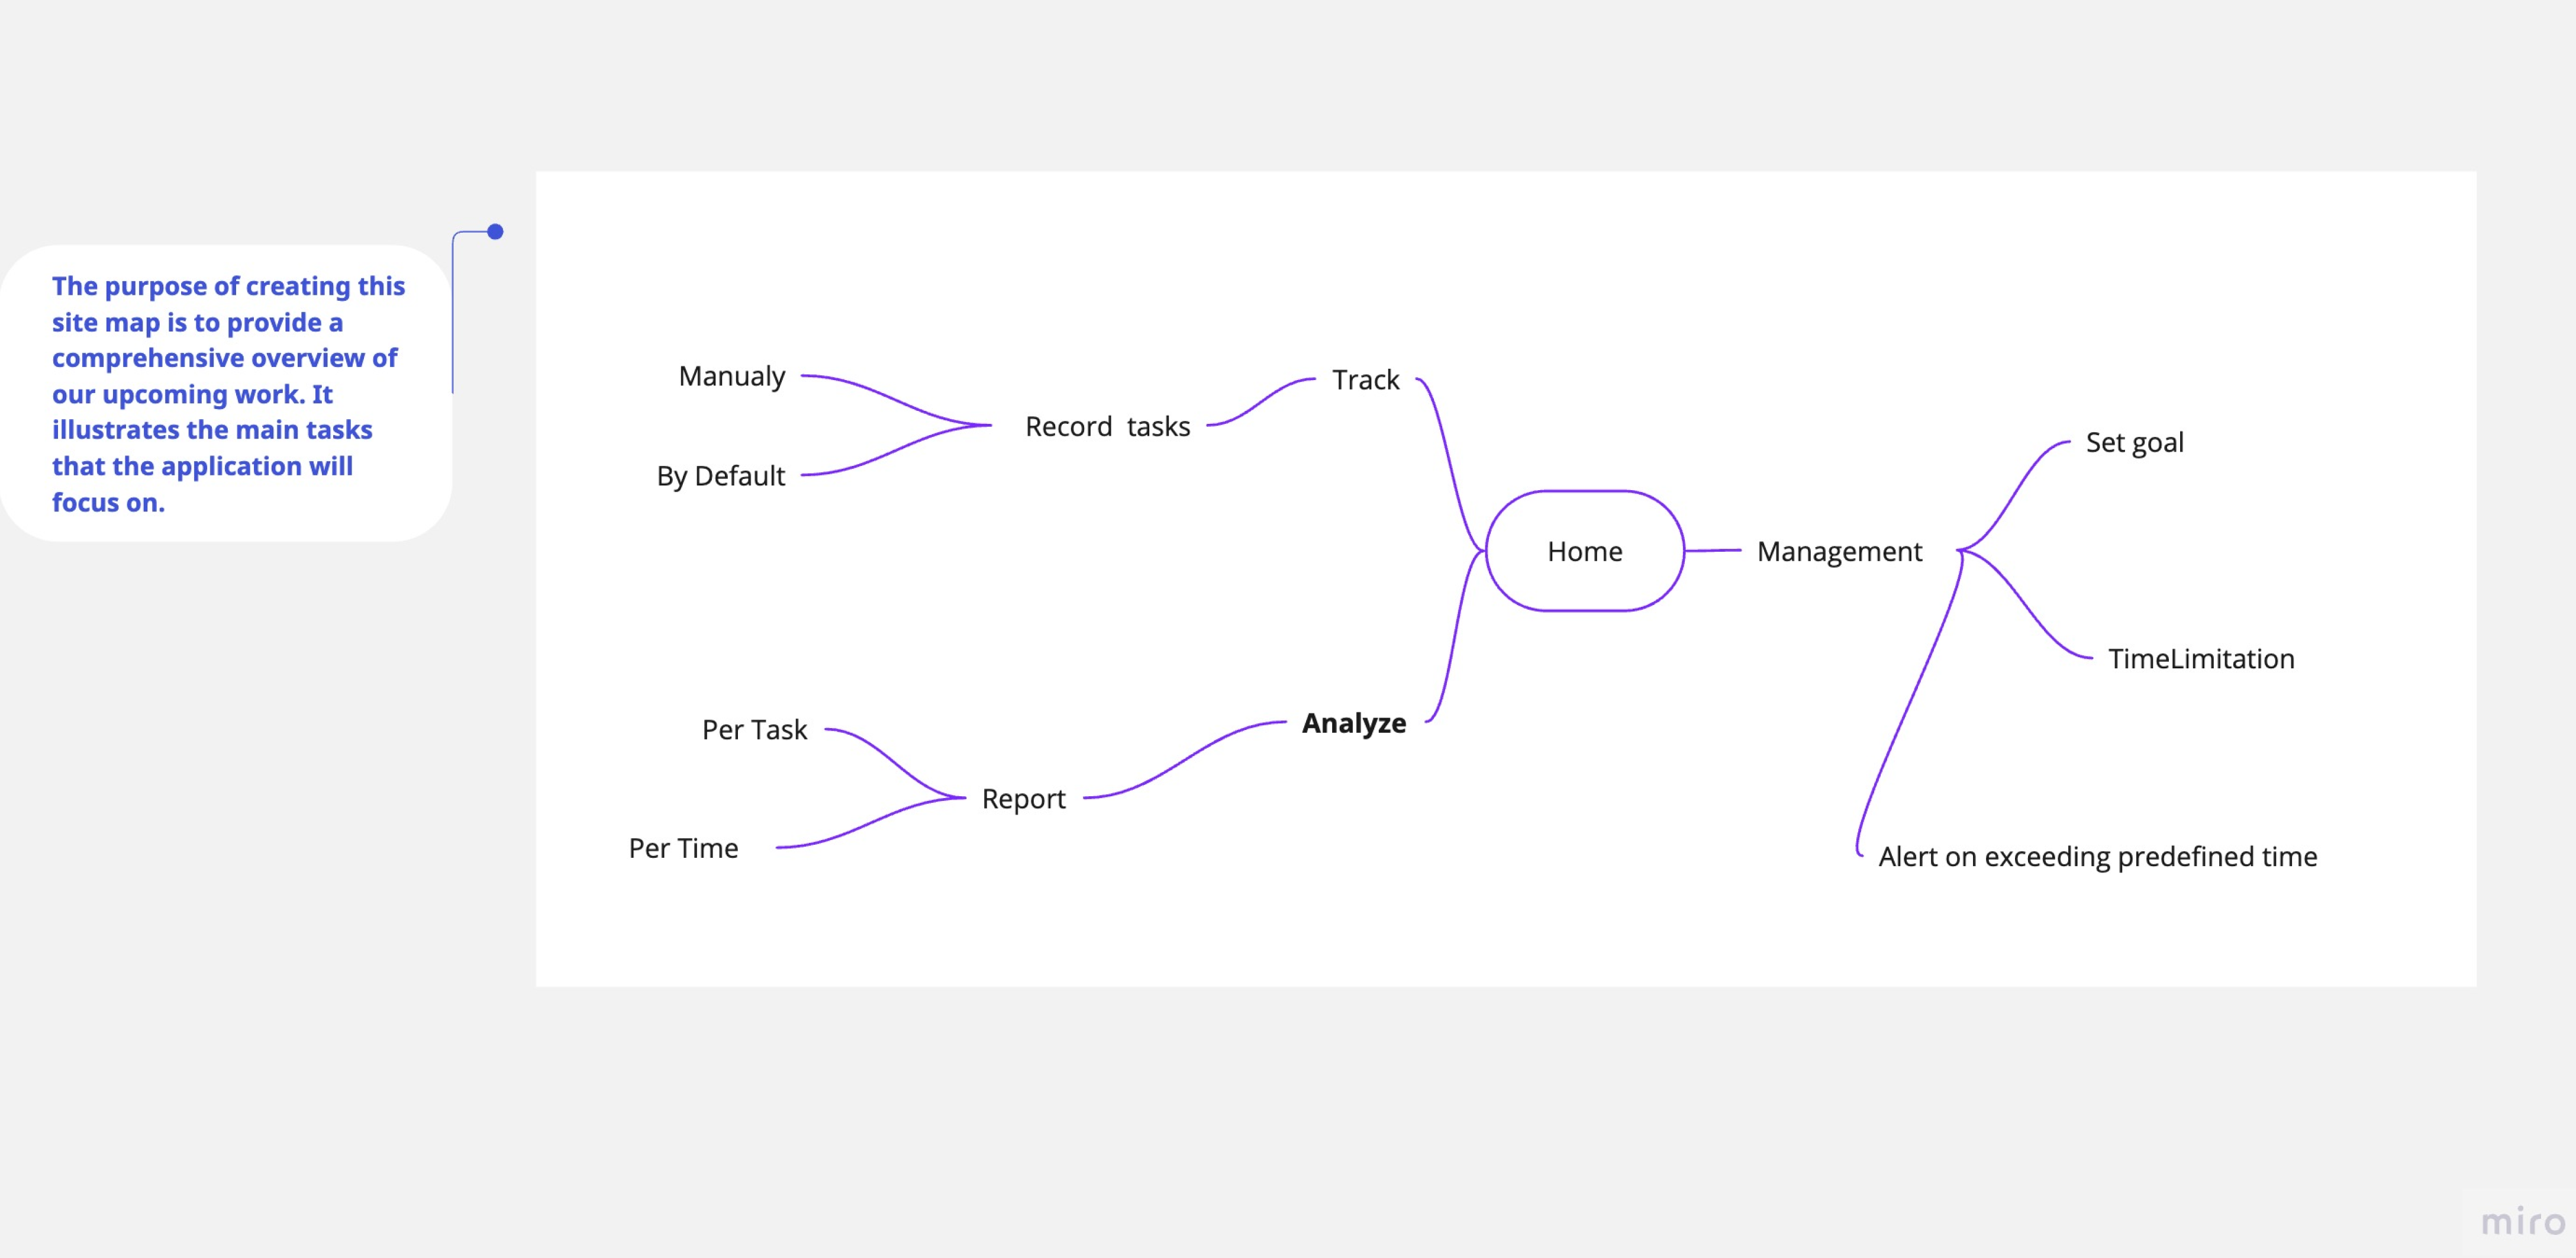 The purpose of creating this
site map is to provide a
comprehensive overview of
our upcoming work. It
illustrates the main tasks
that the application will
focus on.
Manualy
By Default
Record  tasks
Track
Per Task
Per Time
Report
Analyze
Home
Management
Set goal
TimeLimitation
Alert on exceeding predefined time
miro